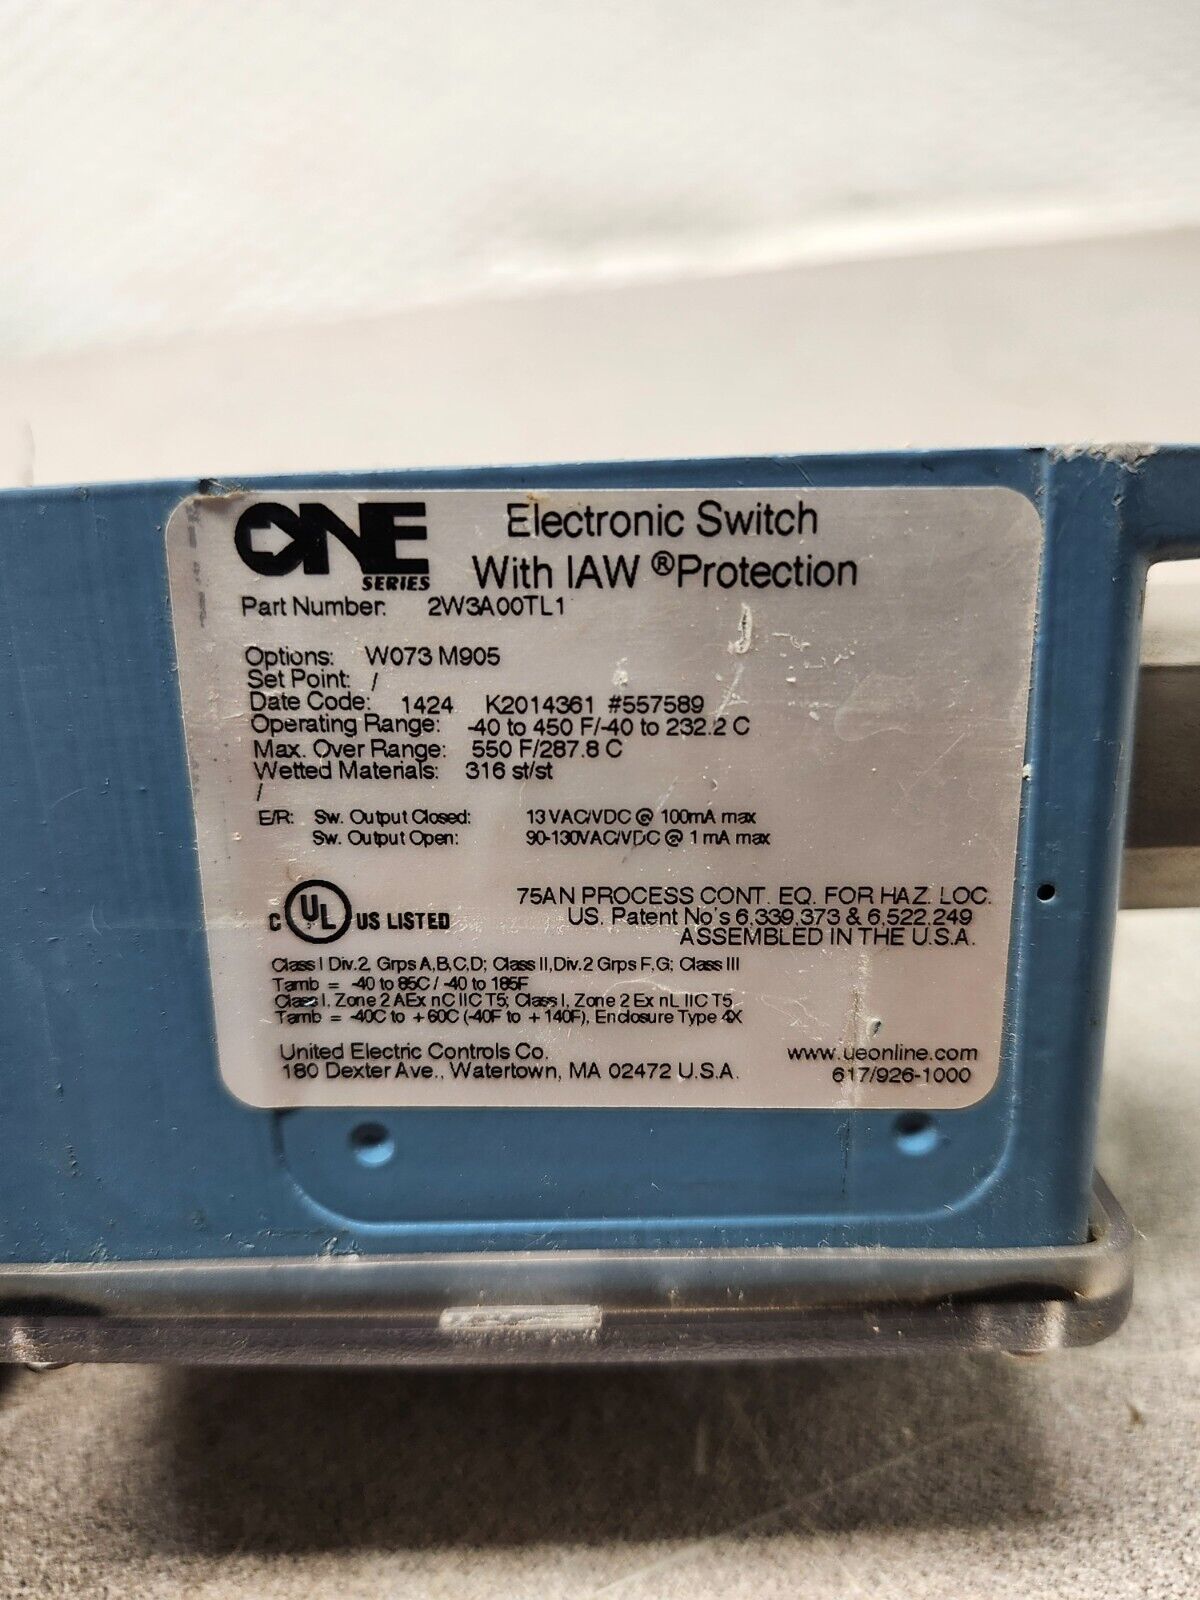 ONE SERIES
Electronic Switch
With IAW ® Protection
Part Number: 2W3A00TL1
Options: W073 M905
Set Point: /
Date Code: 1424 K2014361 #557589
Operating Range: -40 to 450 F/-40 to 232.2 C
Max. Over Range: 550 F/287.8 C
Wetted Materials: 316 st/st
/
E/R: Sw. Output Closed: 13 VAC/VDC @ 100mA max
Sw. Output Open: 90-130VAC/VDC @ 1 mA max
C UL US LISTED
75AN PROCESS CONT. EQ. FOR HAZ. LOC.
US. Patent No's 6,339,373 & 6,522,249
ASSEMBLED IN THE U.S.A.
Class I Div.2, Grps A,B,C,D; Class II,Div.2 Grps F,G; Class III
Tamb = -40 to 85C / -40 to 185F
Class I, Zone 2 AEx nC IIC T5; Class I, Zone 2 Ex nL IIC T5
Tamb = -40C to +60C (-40F to +140F), Enclosure Type 4X
United Electric Controls Co. www.ueonline.com
180 Dexter Ave., Watertown, MA 02472 U.S.A. 617/926-1000